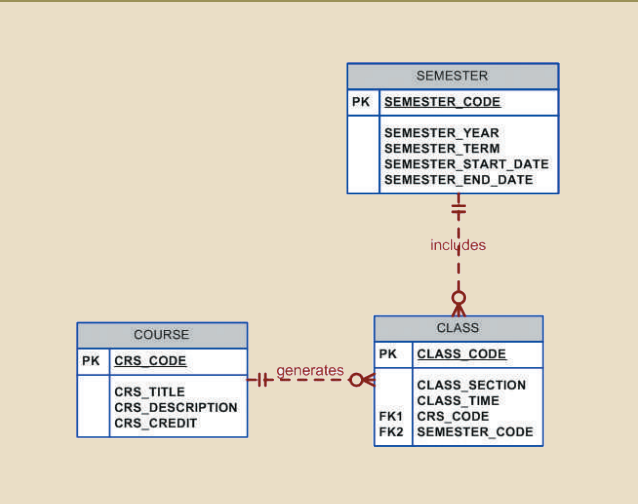 SEMESTER
PK SEMESTER_CODE
SEMESTER_YEAR
SEMESTER_TERM
SEMESTER_START_DATE
SEMESTER_END_DATE
includes
COURSE
PK CRS_CODE
CRS_TITLE
CRS_DESCRIPTION
CRS_CREDIT
generates
CLASS
PK CLASS_CODE
CLASS_SECTION
CLASS_TIME
FK1 CRS_CODE
FK2 SEMESTER_CODE